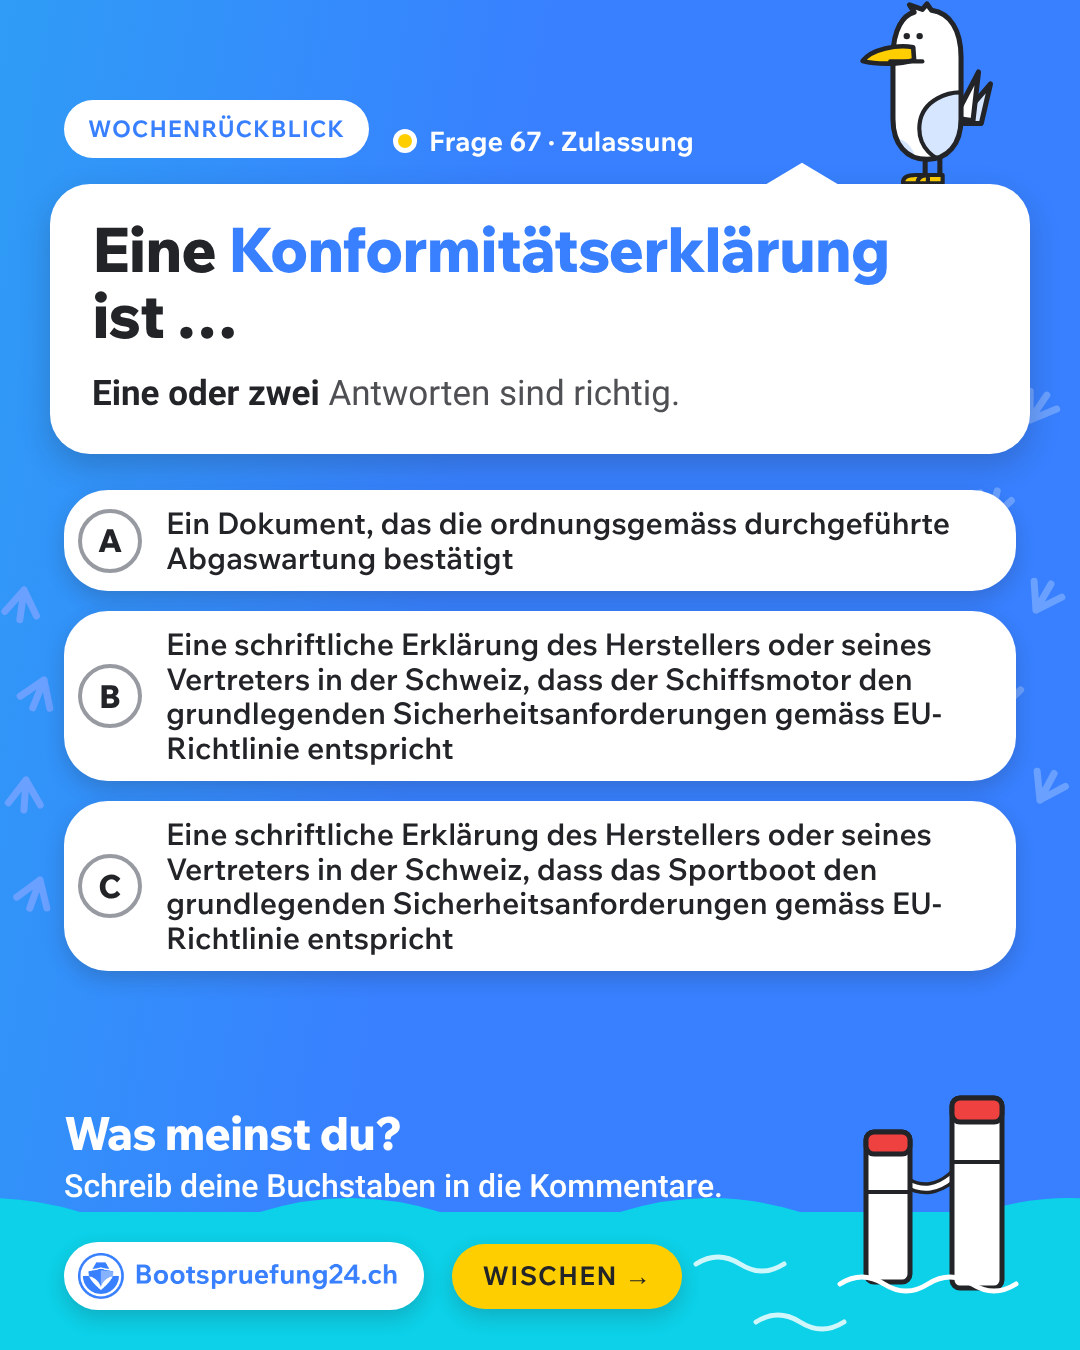 WOCHENRÜCKBLICK
Frage 67 · Zulassung
Eine Konformitätserklärung
ist …
Eine oder zwei Antworten sind richtig.
A
Ein Dokument, das die ordnungsgemäss durchgeführte
Abgaswartung bestätigt
B
Eine schriftliche Erklärung des Herstellers oder seines
Vertreters in der Schweiz, dass der Schiffsmotor den
grundlegenden Sicherheitsanforderungen gemäss EU-
Richtlinie entspricht
C
Eine schriftliche Erklärung des Herstellers oder seines
Vertreters in der Schweiz, dass das Sportboot den
grundlegenden Sicherheitsanforderungen gemäss EU-
Richtlinie entspricht
Was meinst du?
Schreib deine Buchstaben in die Kommentare.
Bootspruefung24.ch
WISCHEN →